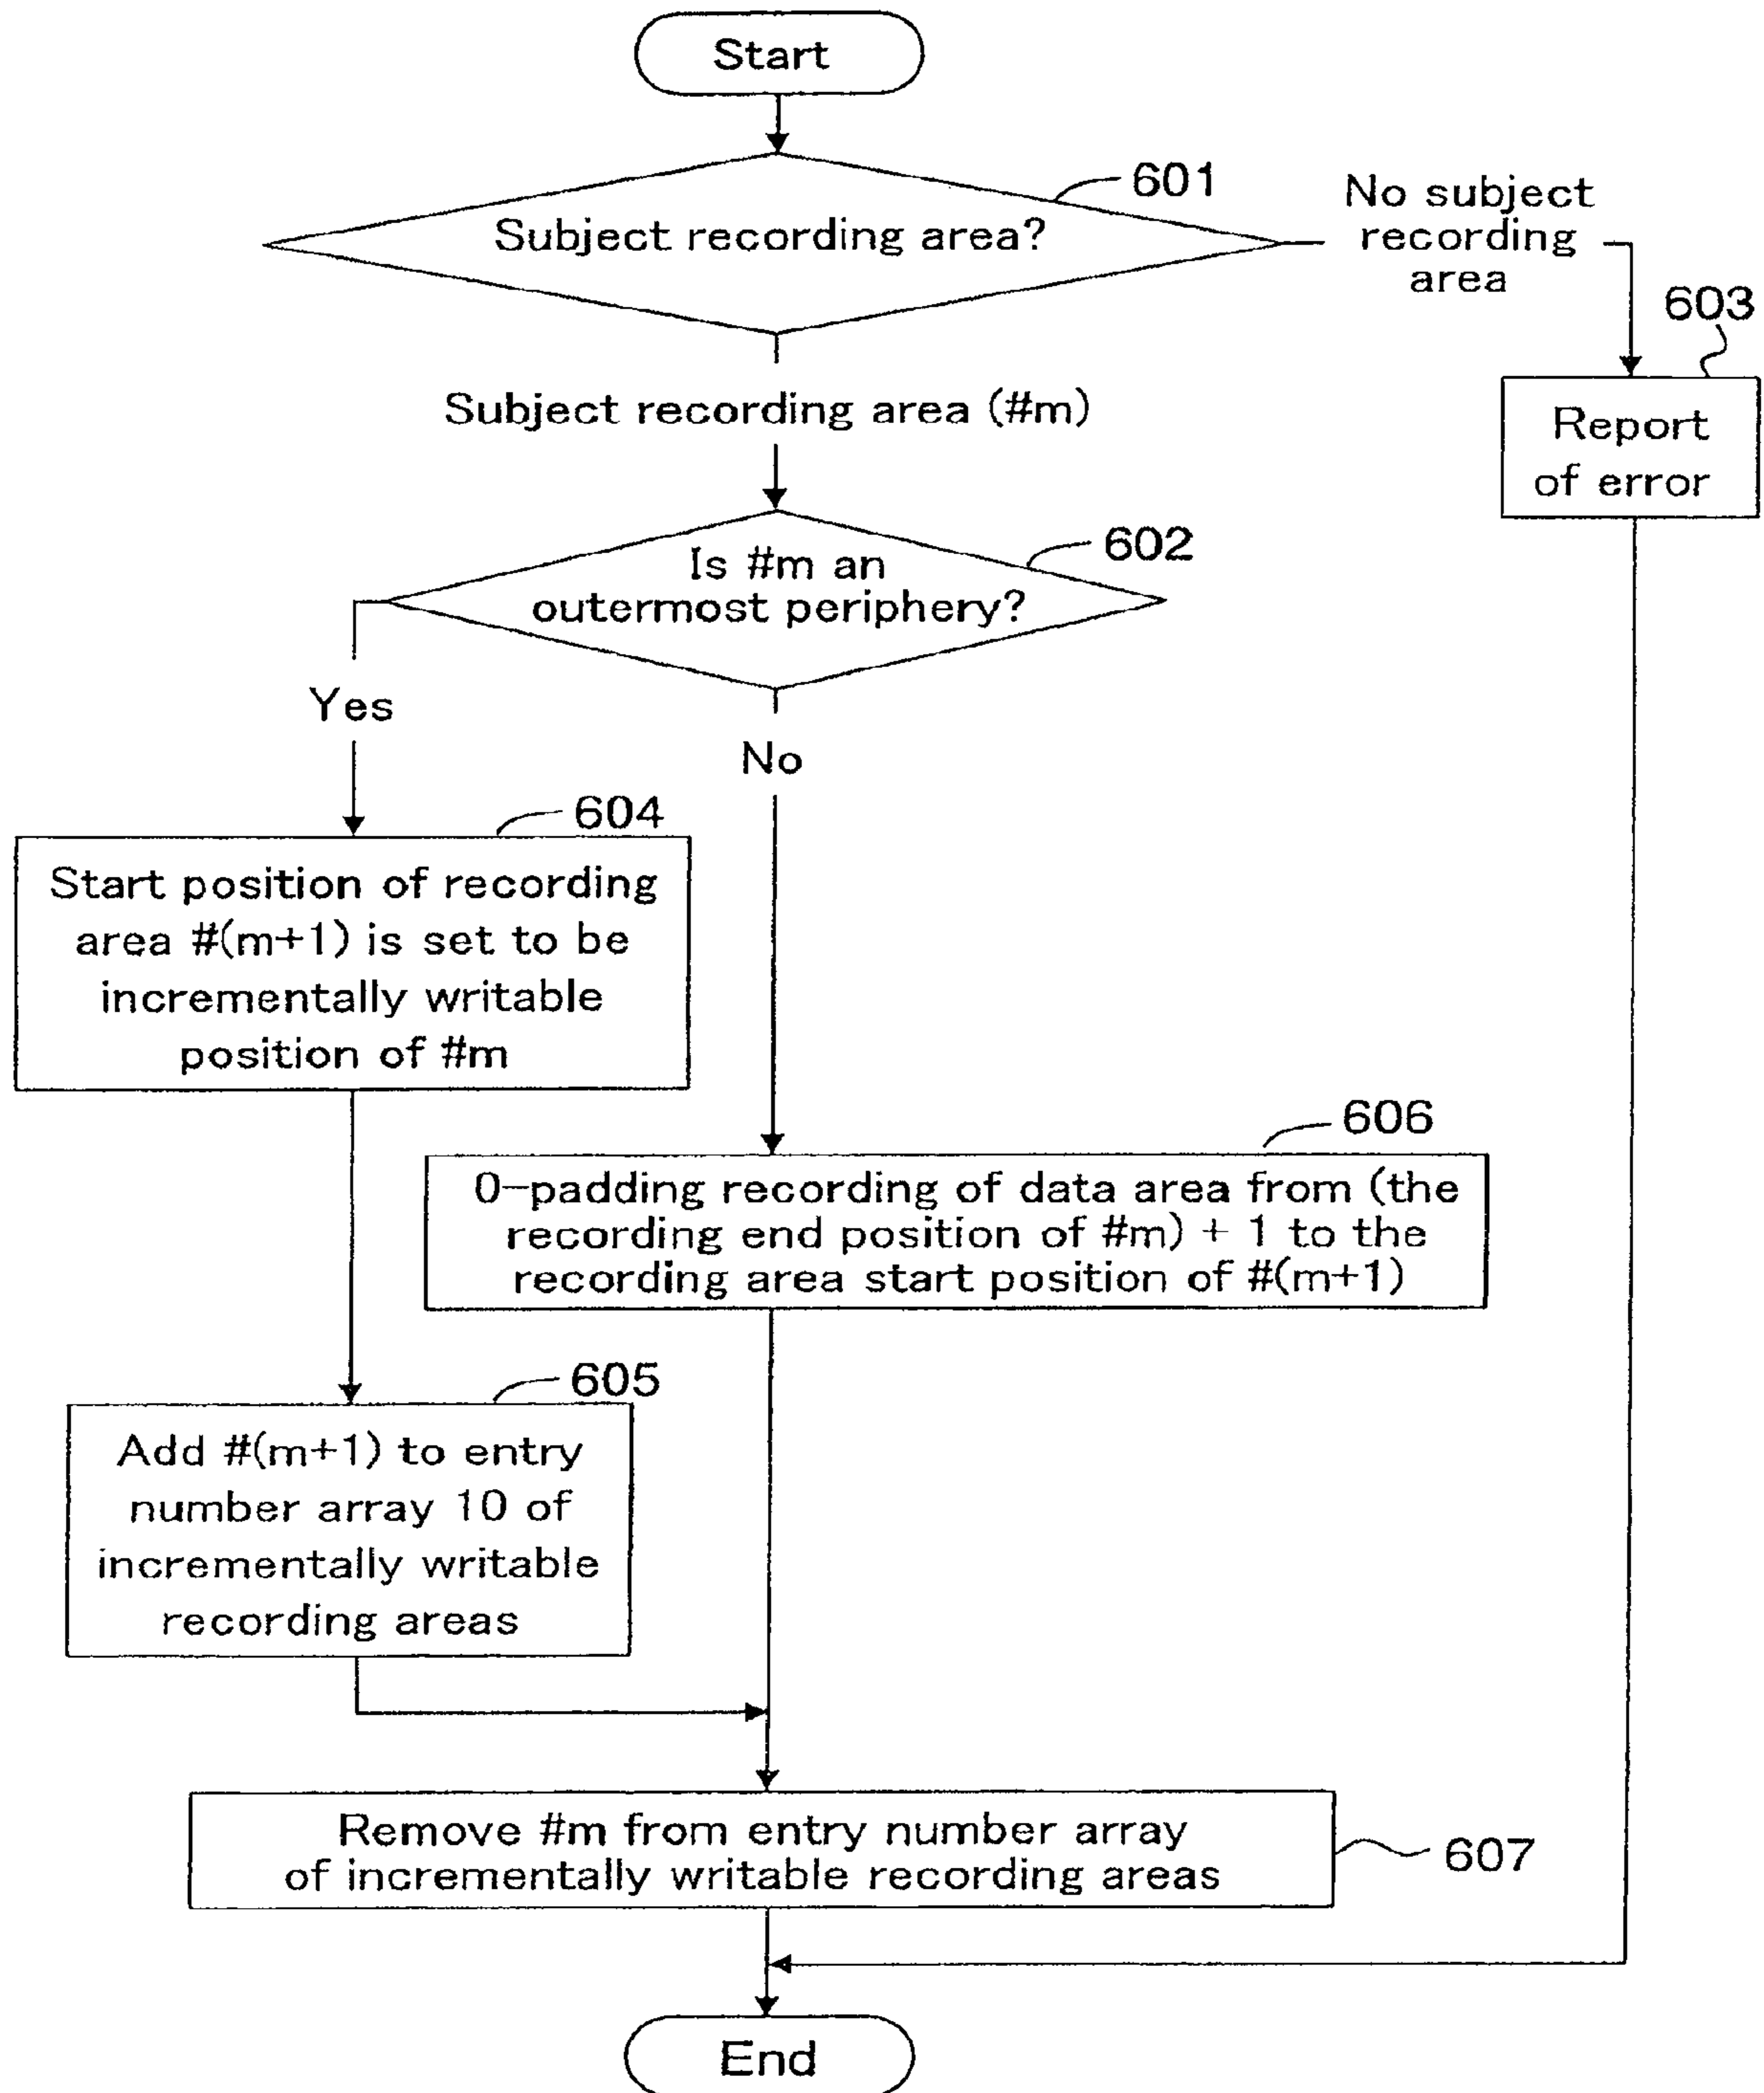 Start
601
Subject recording area?
No subject
recording
area
603
Report
of error
Subject recording area (#m)
602
Is #m an
outermost periphery?
Yes
No
604
Start position of recording
area #(m+1) is set to be
incrementally writable
position of #m
606
0-padding recording of data area from (the
recording end position of #m) + 1 to the
recording area start position of #(m+1)
605
Add #(m+1) to entry
number array 10 of
incrementally writable
recording areas
Remove #m from entry number array
of incrementally writable recording areas
607
End